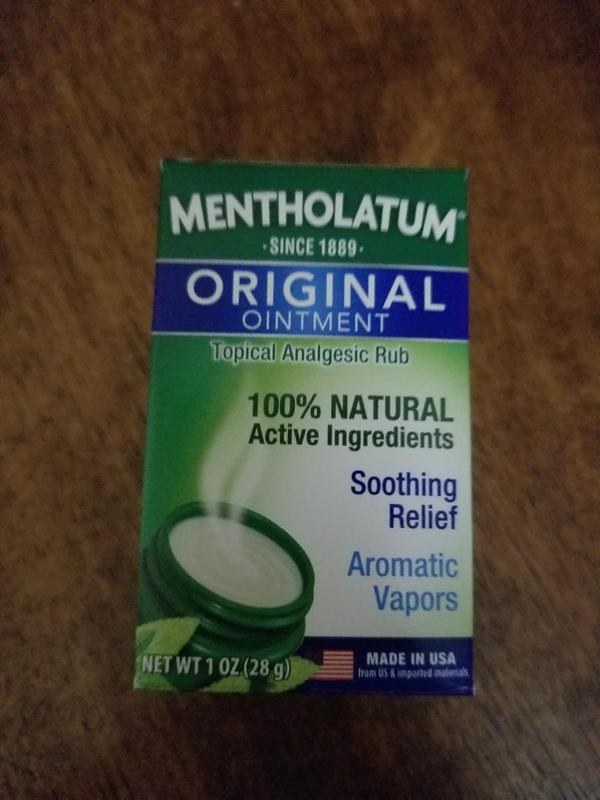 MENTHOLATUM®
·SINCE 1889·
ORIGINAL
OINTMENT
Topical Analgesic Rub
100% NATURAL
Active Ingredients
Soothing
Relief
Aromatic
Vapors
NET WT 1 OZ (28 g)
MADE IN USA
from US & imported materials